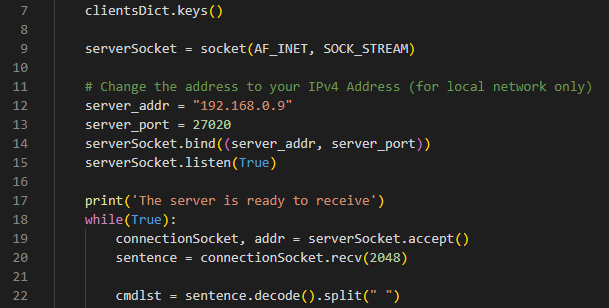 7 clientsDict.keys()
8
9 serverSocket = socket(AF_INET, SOCK_STREAM)
10
11 # Change the address to your IPv4 Address (for local network only)
12 server_addr = "192.168.0.9"
13 server_port = 27020
14 serverSocket.bind((server_addr, server_port))
15 serverSocket.listen(True)
16
17 print('The server is ready to receive')
18 while(True):
19     connectionSocket, addr = serverSocket.accept()
20     sentence = connectionSocket.recv(2048)
21
22     cmdlst = sentence.decode().split(" ")